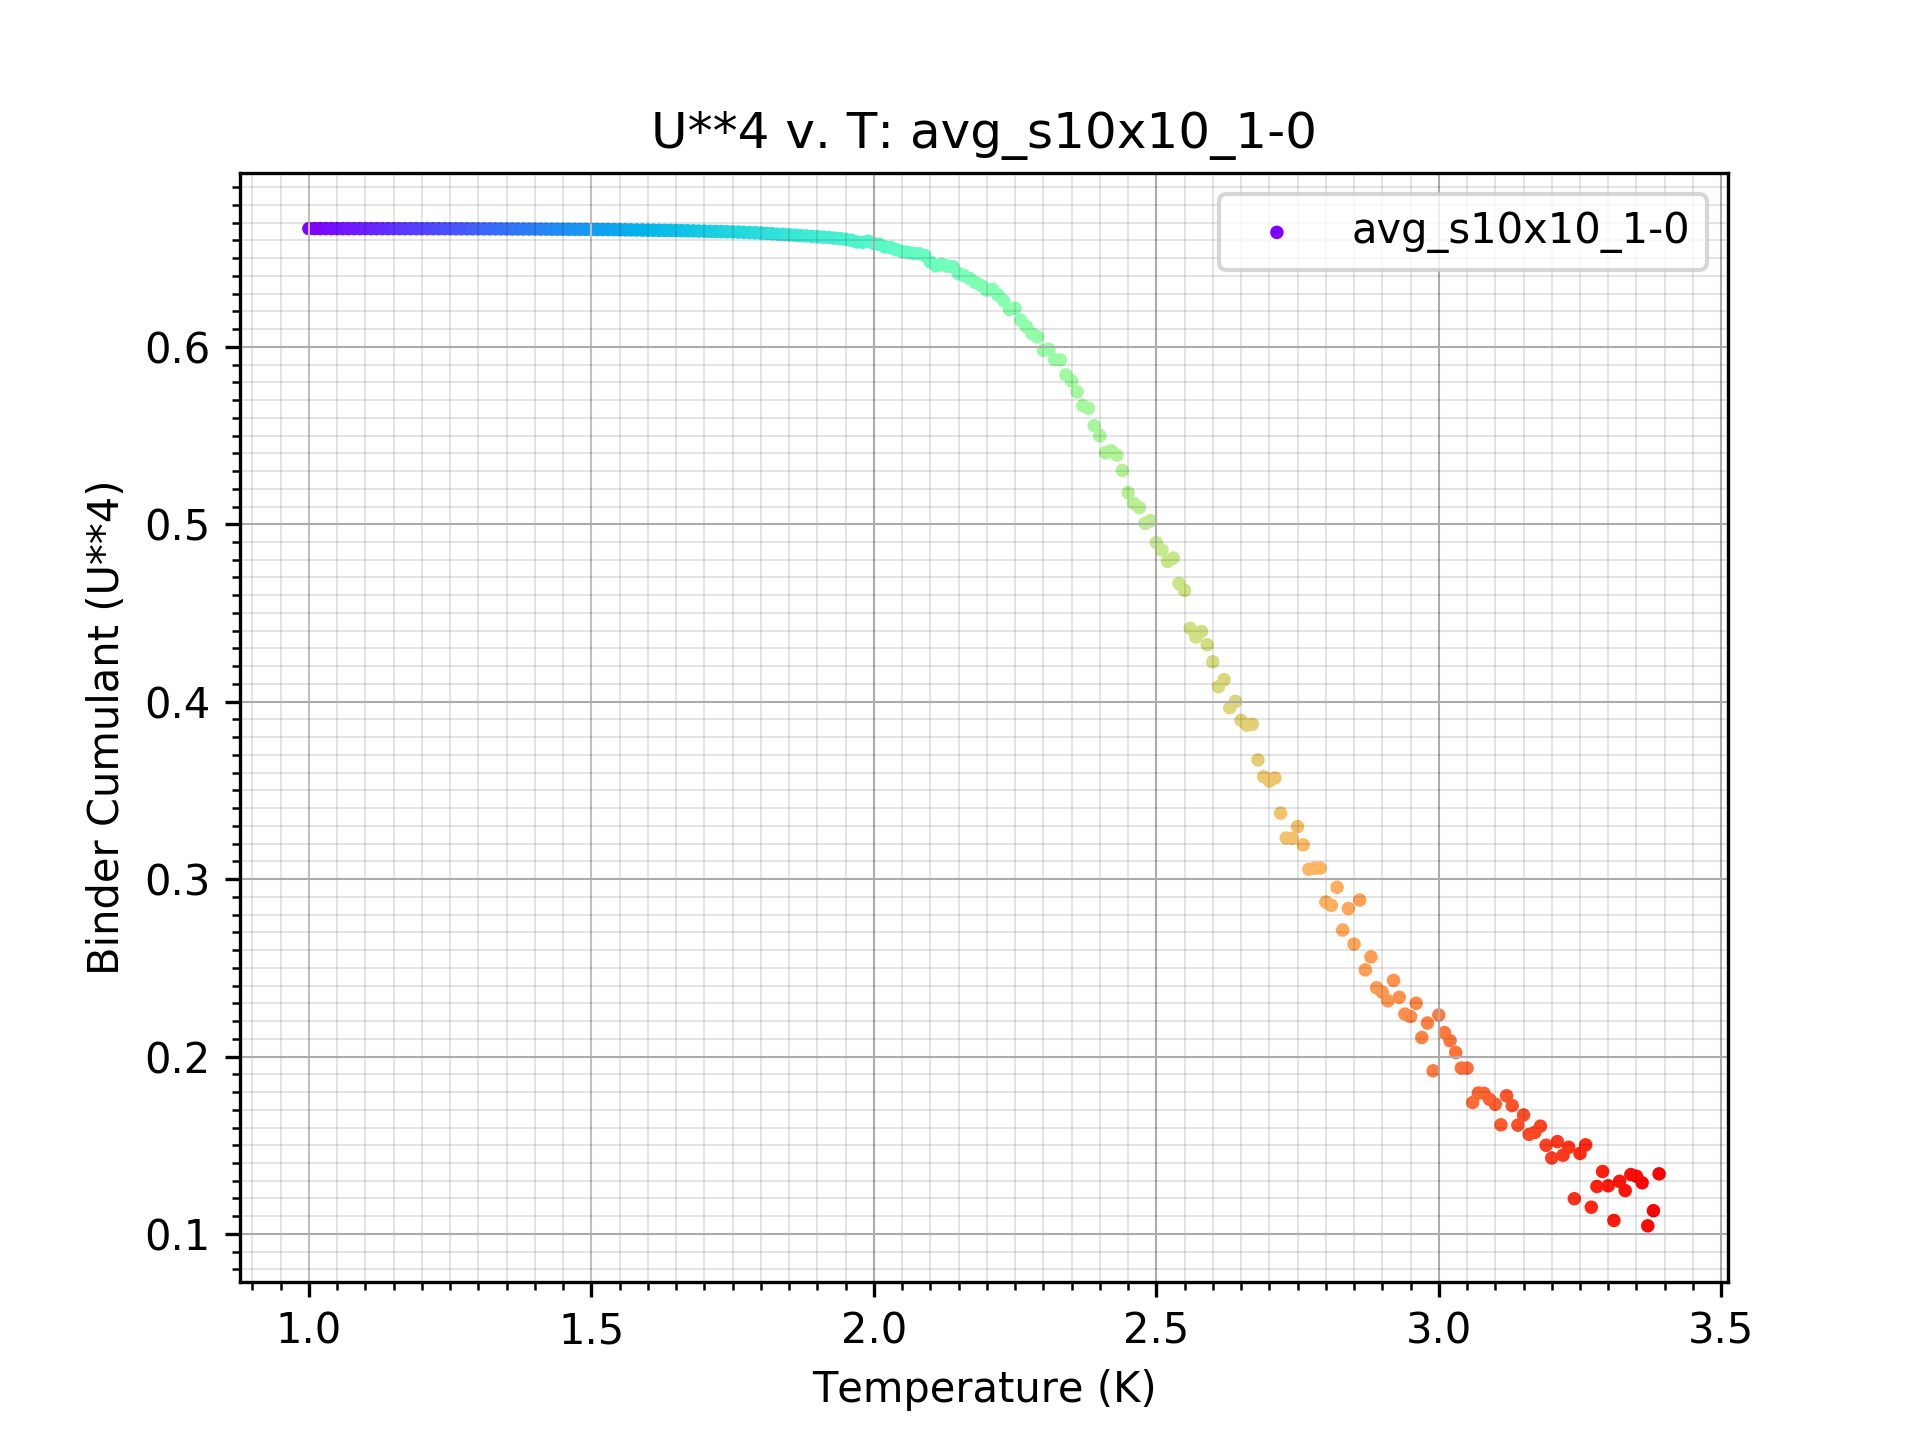 U**4 v. T: avg_s10x10_1-0
avg_s10x10_1-0
Binder Cumulant (U**4)
0.6
0.5
0.4
0.3
0.2
0.1
1.0 1.5 2.0 2.5 3.0 3.5
Temperature (K)